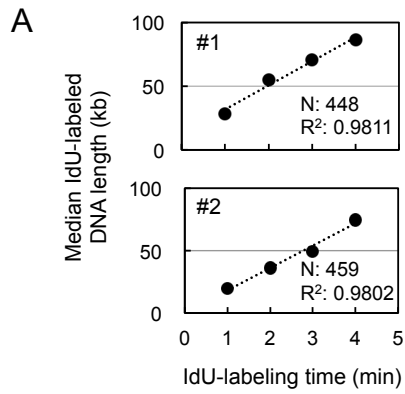 A
Median IdU-labeled
DNA length (kb)
#1
100
50
0
N: 448
R²: 0.9811
#2
100
50
0
N: 459
R²: 0.9802
0 1 2 3 4 5
IdU-labeling time (min)